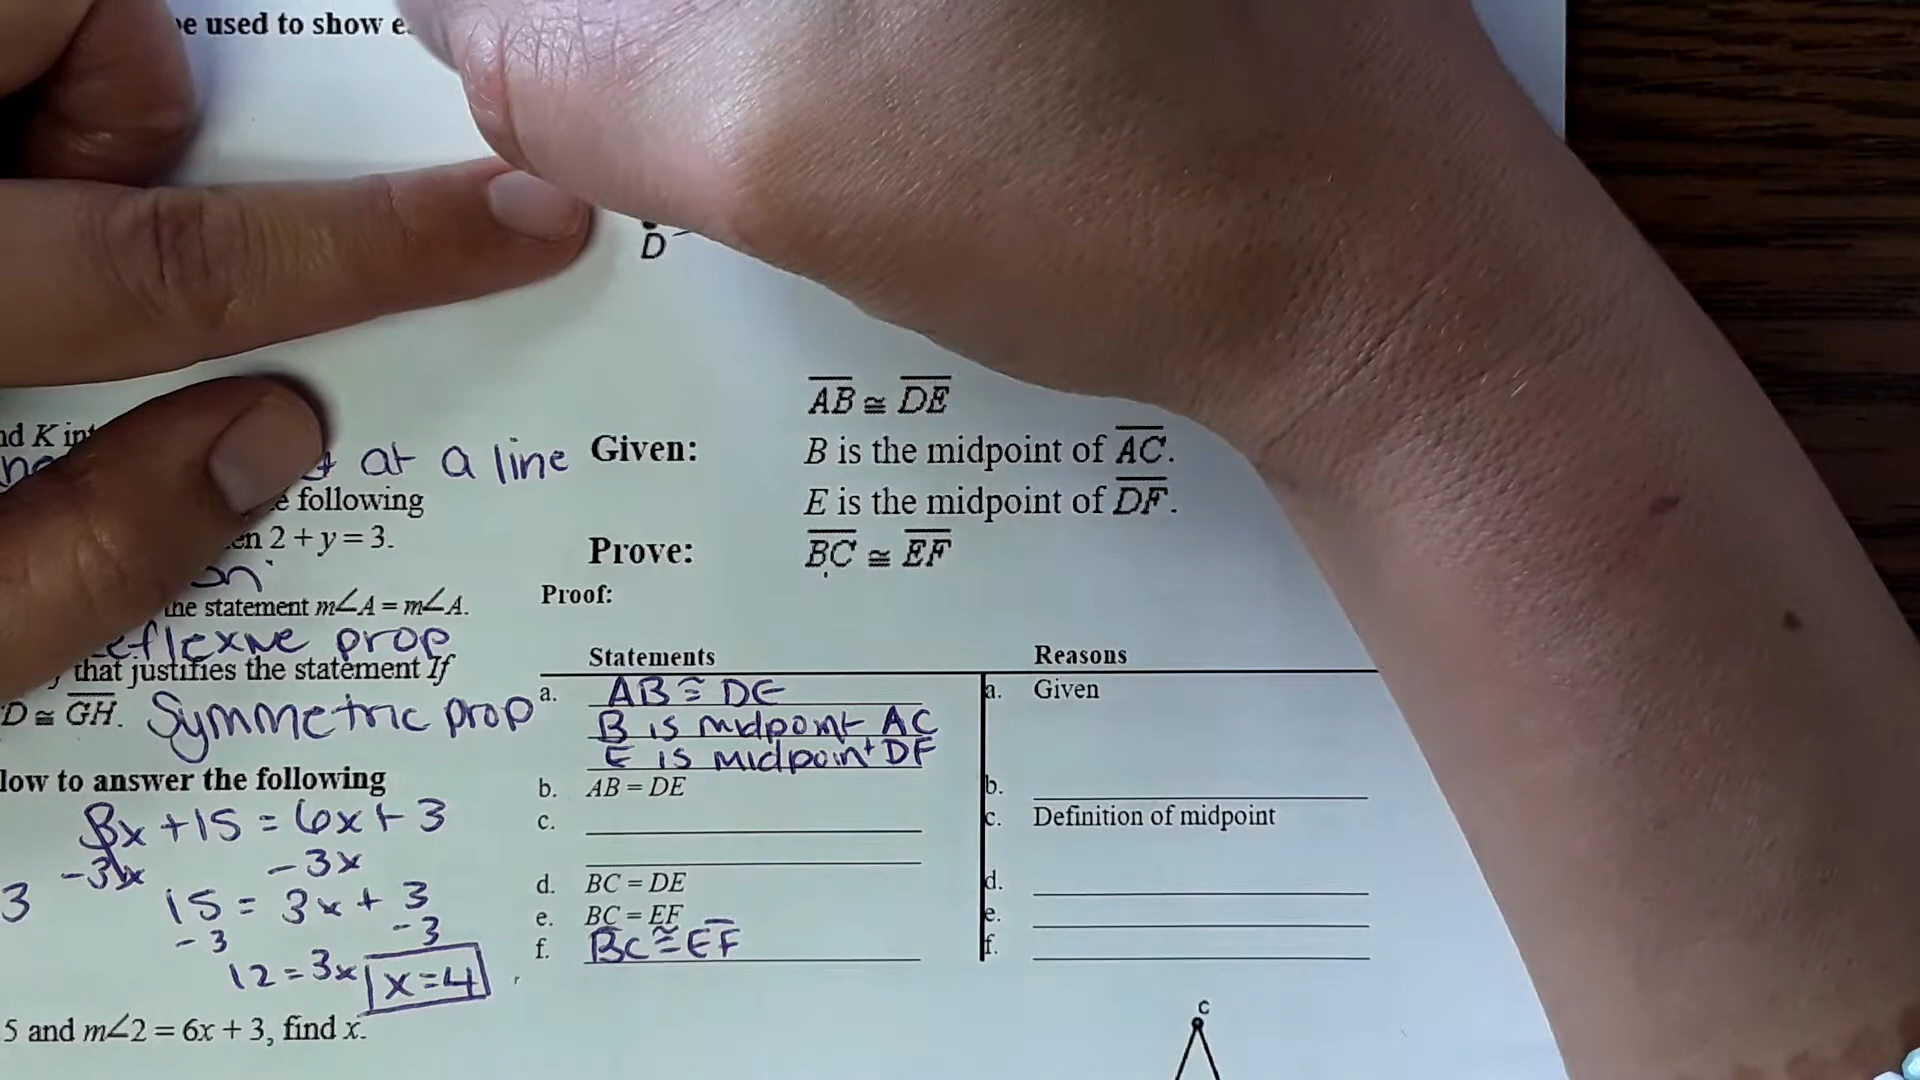 e used to show e
D
AB ≅ DE
Given: B is the midpoint of AC.
E is the midpoint of DF.
Prove: BC ≅ EF
Proof:
Statements Reasons
a. AB ≅ DE a. Given
B is midpoint AC
E is midpoint DF
b. AB = DE b.
c. c. Definition of midpoint
d. BC = DE d.
e. BC = EF e.
f. BC ≅ EF f.
C
nd K int
at a line
e following
en 2 + y = 3.
on
the statement m∠A = m∠A.
eflexive prop
that justifies the statement If
D ≅ GH. Symmetric prop
low to answer the following
3x + 15 = 6x + 3
-3x -3x
3 15 = 3x + 3
-3 -3
12 = 3x x = 4
5 and m∠2 = 6x + 3, find x.